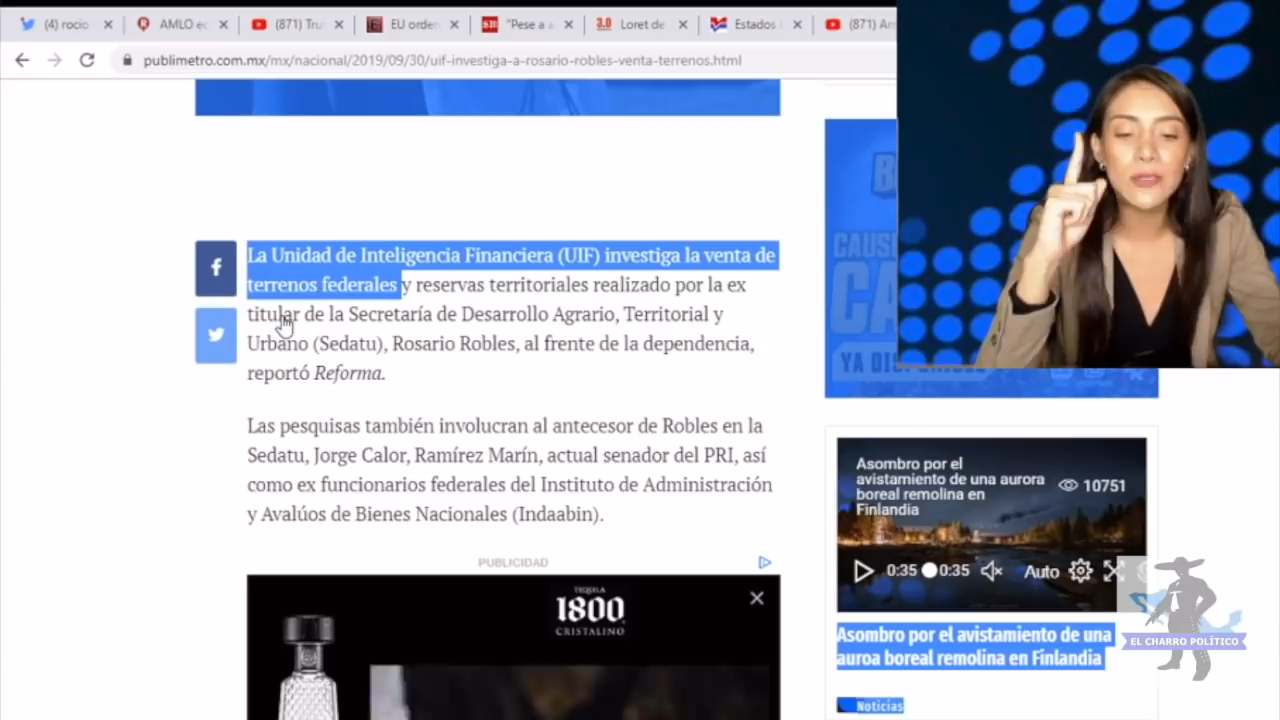 (4) rocio
AMLO
(871)
EU orden
"Pese a
Loret de
Estados
(871)
publimetro.com.mx/mx/nacional/2019/09/30/uif-investiga-a-rosario-robles-venta-terrenos.html
La Unidad de Inteligencia Financiera (UIF) investiga la venta de
terrenos federales y reservas territoriales realizado por la ex
titular de la Secretaría de Desarrollo Agrario, Territorial y
Urbano (Sedatu), Rosario Robles, al frente de la dependencia,
reportó Reforma.
Las pesquisas también involucran al antecesor de Robles en la
Sedatu, Jorge Calor, Ramírez Marín, actual senador del PRI, así
como ex funcionarios federales del Instituto de Administración
y Avalúos de Bienes Nacionales (Indaabin).
PUBLICIDAD
TEQUILA
1800
CRISTALINO
YA
Asombro por el
avistamiento de una aurora
boreal remolina en
Finlandia
10751
0:35 0:35 Auto
Asombro por el avistamiento de una
auroa boreal remolina en Finlandia
Noticias
EL CHARRO POLÍTICO